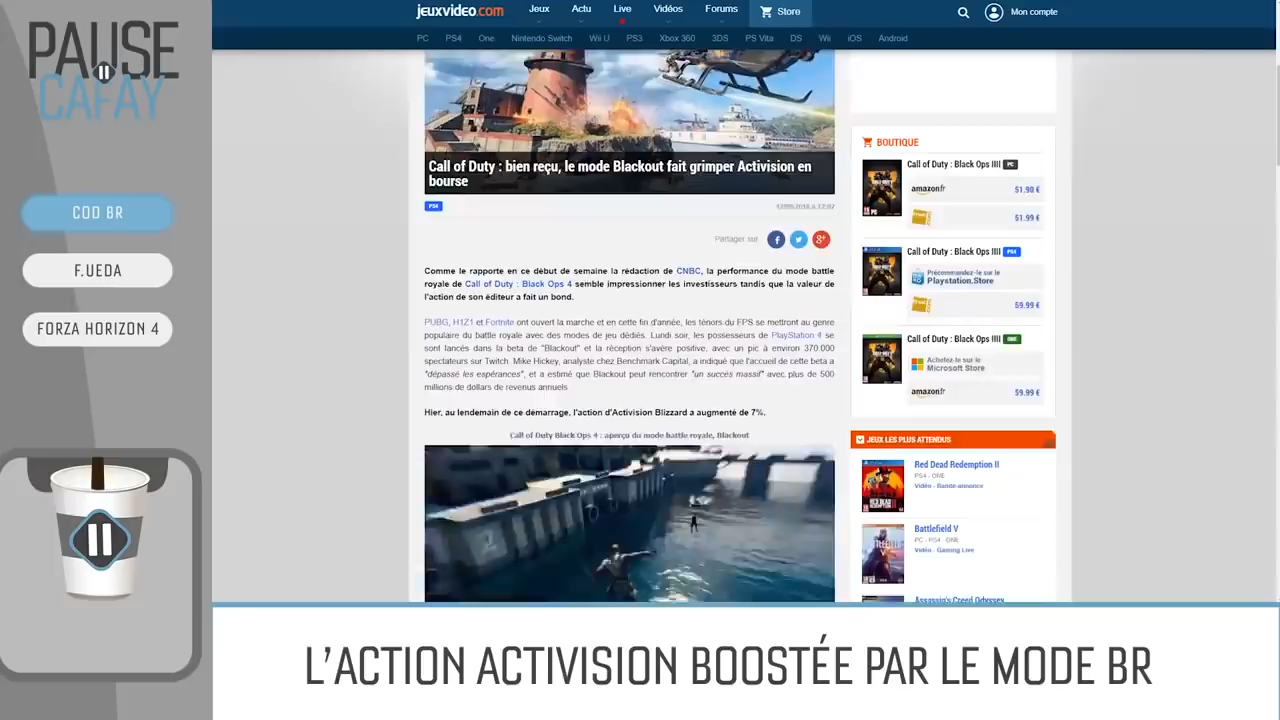 PAUSE
CAFAY
COD BR
F.UEDA
FORZA HORIZON 4
jeuxvideo.com
Jeux
Actu
Live
Vidéos
Forums
Store
Mon compte
PC
PS4
One
Nintendo Switch
Wii U
PS3
Xbox 360
3DS
PS Vita
DS
Wii
iOS
Android
Call of Duty : bien reçu, le mode Blackout fait grimper Activision en
bourse
PS4
Partager sur
Comme le rapporte en ce début de semaine la rédaction de CNBC, la performance du mode battle
royale de Call of Duty : Black Ops 4 semble impressionner les investisseurs tandis que la valeur de
l'action de son éditeur a fait un bond.
PUBG, H1Z1 et Fortnite ont ouvert la marche et en cette fin d'année, les ténors du FPS se mettront au genre
populaire du battle royale avec des modes de jeu dédiés. Lundi soir, les possesseurs de PlayStation 4 se
sont lancés dans la beta de "Blackout" et la réception s'avère positive, avec un pic à environ 370.000
spectateurs sur Twitch. Mike Hickey, analyste chez Benchmark Capital, a indiqué que l'accueil de cette beta a
"dépassé les espérances", et a estimé que Blackout peut rencontrer "un succès massif" avec plus de 500
millions de dollars de revenus annuels
Hier, au lendemain de ce démarrage, l'action d'Activision Blizzard a augmenté de 7%.
Call of Duty Black Ops 4 : aperçu du mode battle royale, Blackout
BOUTIQUE
Call of Duty : Black Ops IIII PC
amazon.fr
51.90 €
51.99 €
Call of Duty : Black Ops IIII PS4
Précommandez-le sur le
Playstation.Store
59.99 €
Call of Duty : Black Ops IIII ONE
Achetez-le sur le
Microsoft Store
amazon.fr
59.99 €
JEUX LES PLUS ATTENDUS
Red Dead Redemption II
PS4 - ONE
Vidéo - Bande-annonce
Battlefield V
PC - PS4 - ONE
Vidéo - Gaming Live
Assassin's Creed Odyssey
L'ACTION ACTIVISION BOOSTÉE PAR LE MODE BR